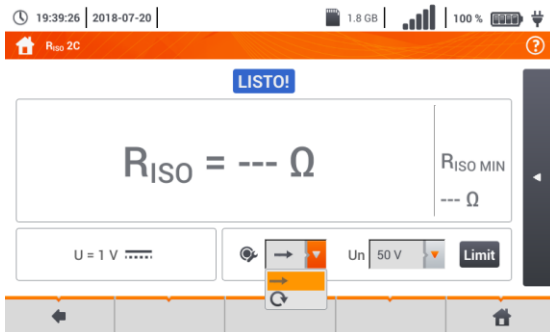 19:39:26 2018-07-20 1.8 GB 100 %
RISO 2C
LISTO!
RISO = --- Ω
RISO MIN
--- Ω
U = 1 V
Un 50 V Limit